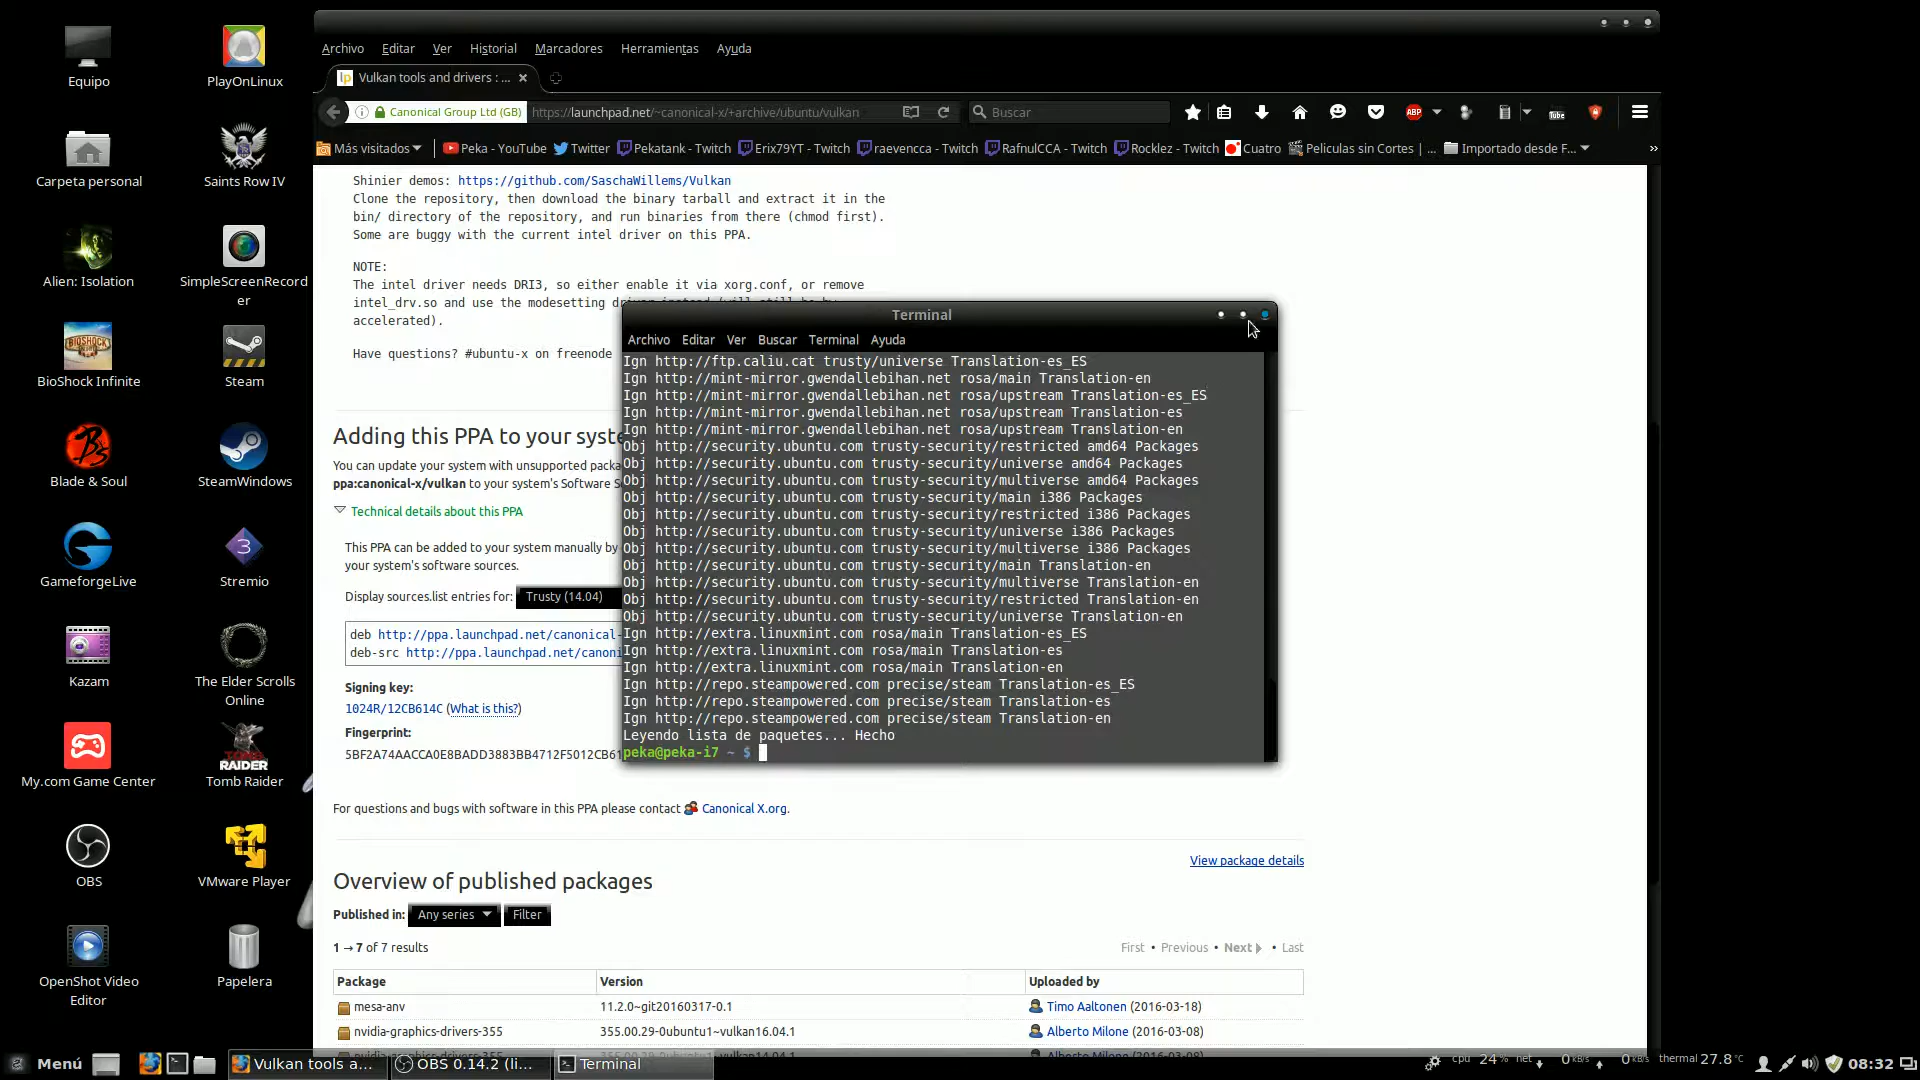 Equipo
PlayOnLinux
Carpeta personal
Saints Row IV
Alien: Isolation
SimpleScreenRecord
er
BioShock Infinite
Steam
Blade & Soul
SteamWindows
GameforgeLive
Stremio
Kazam
The Elder Scrolls
Online
My.com Game Center
Tomb Raider
OBS
VMware Player
OpenShot Video
Editor
Papelera
Archivo Editar Ver Historial Marcadores Herramientas Ayuda
Vulkan tools and drivers : ...
Canonical Group Ltd (GB) https://launchpad.net/~canonical-x/+archive/ubuntu/vulkan Buscar ABP
Más visitados Peka - YouTube Twitter Pekatank - Twitch Erix79YT - Twitch raevencca - Twitch RafnulCCA - Twitch Rocklez - Twitch Cuatro Peliculas sin Cortes | ... Importado desde F...
Shinier demos: https://github.com/SaschaWillems/Vulkan
Clone the repository, then download the binary tarball and extract it in the
bin/ directory of the repository, and run binaries from there (chmod first).
Some are buggy with the current intel driver on this PPA.
NOTE:
The intel driver needs DRI3, so either enable it via xorg.conf, or remove
intel_drv.so and use the modesetting driver instead (will still be
accelerated).
Have questions? #ubuntu-x on freenode
Adding this PPA to your syste
You can update your system with unsupported packa
ppa:canonical-x/vulkan to your system's Software S
Technical details about this PPA
This PPA can be added to your system manually by
your system's software sources.
Display sources.list entries for: Trusty (14.04)
deb http://ppa.launchpad.net/canonical-
deb-src http://ppa.launchpad.net/canoni
Signing key:
1024R/12CB614C (What is this?)
Fingerprint:
5BF2A74AACCA0E8BADD3883BB4712F5012CB61
For questions and bugs with software in this PPA please contact Canonical X.org.
View package details
Overview of published packages
Published in: Any series Filter
1 → 7 of 7 results
First • Previous • Next • Last
Package Version Uploaded by
mesa-anv 11.2.0~git20160317-0.1 Timo Aaltonen (2016-03-18)
nvidia-graphics-drivers-355 355.00.29-0ubuntu1~vulkan16.04.1 Alberto Milone (2016-03-08)
Terminal
Archivo Editar Ver Buscar Terminal Ayuda
Ign http://ftp.caliu.cat trusty/universe Translation-es_ES
Ign http://mint-mirror.gwendallebihan.net rosa/main Translation-en
Ign http://mint-mirror.gwendallebihan.net rosa/upstream Translation-es_ES
Ign http://mint-mirror.gwendallebihan.net rosa/upstream Translation-es
Ign http://mint-mirror.gwendallebihan.net rosa/upstream Translation-en
Obj http://security.ubuntu.com trusty-security/restricted amd64 Packages
Obj http://security.ubuntu.com trusty-security/universe amd64 Packages
Obj http://security.ubuntu.com trusty-security/multiverse amd64 Packages
Obj http://security.ubuntu.com trusty-security/main i386 Packages
Obj http://security.ubuntu.com trusty-security/restricted i386 Packages
Obj http://security.ubuntu.com trusty-security/universe i386 Packages
Obj http://security.ubuntu.com trusty-security/multiverse i386 Packages
Obj http://security.ubuntu.com trusty-security/main Translation-en
Obj http://security.ubuntu.com trusty-security/multiverse Translation-en
Obj http://security.ubuntu.com trusty-security/restricted Translation-en
Obj http://security.ubuntu.com trusty-security/universe Translation-en
Ign http://extra.linuxmint.com rosa/main Translation-es_ES
Ign http://extra.linuxmint.com rosa/main Translation-es
Ign http://extra.linuxmint.com rosa/main Translation-en
Ign http://repo.steampowered.com precise/steam Translation-es_ES
Ign http://repo.steampowered.com precise/steam Translation-es
Ign http://repo.steampowered.com precise/steam Translation-en
Leyendo lista de paquetes... Hecho
peka@peka-i7 ~ $
Menú Vulkan tools a... OBS 0.14.2 (li... Terminal cpu 24% net 0kB/s 0kB/s thermal 27.8°C 08:32